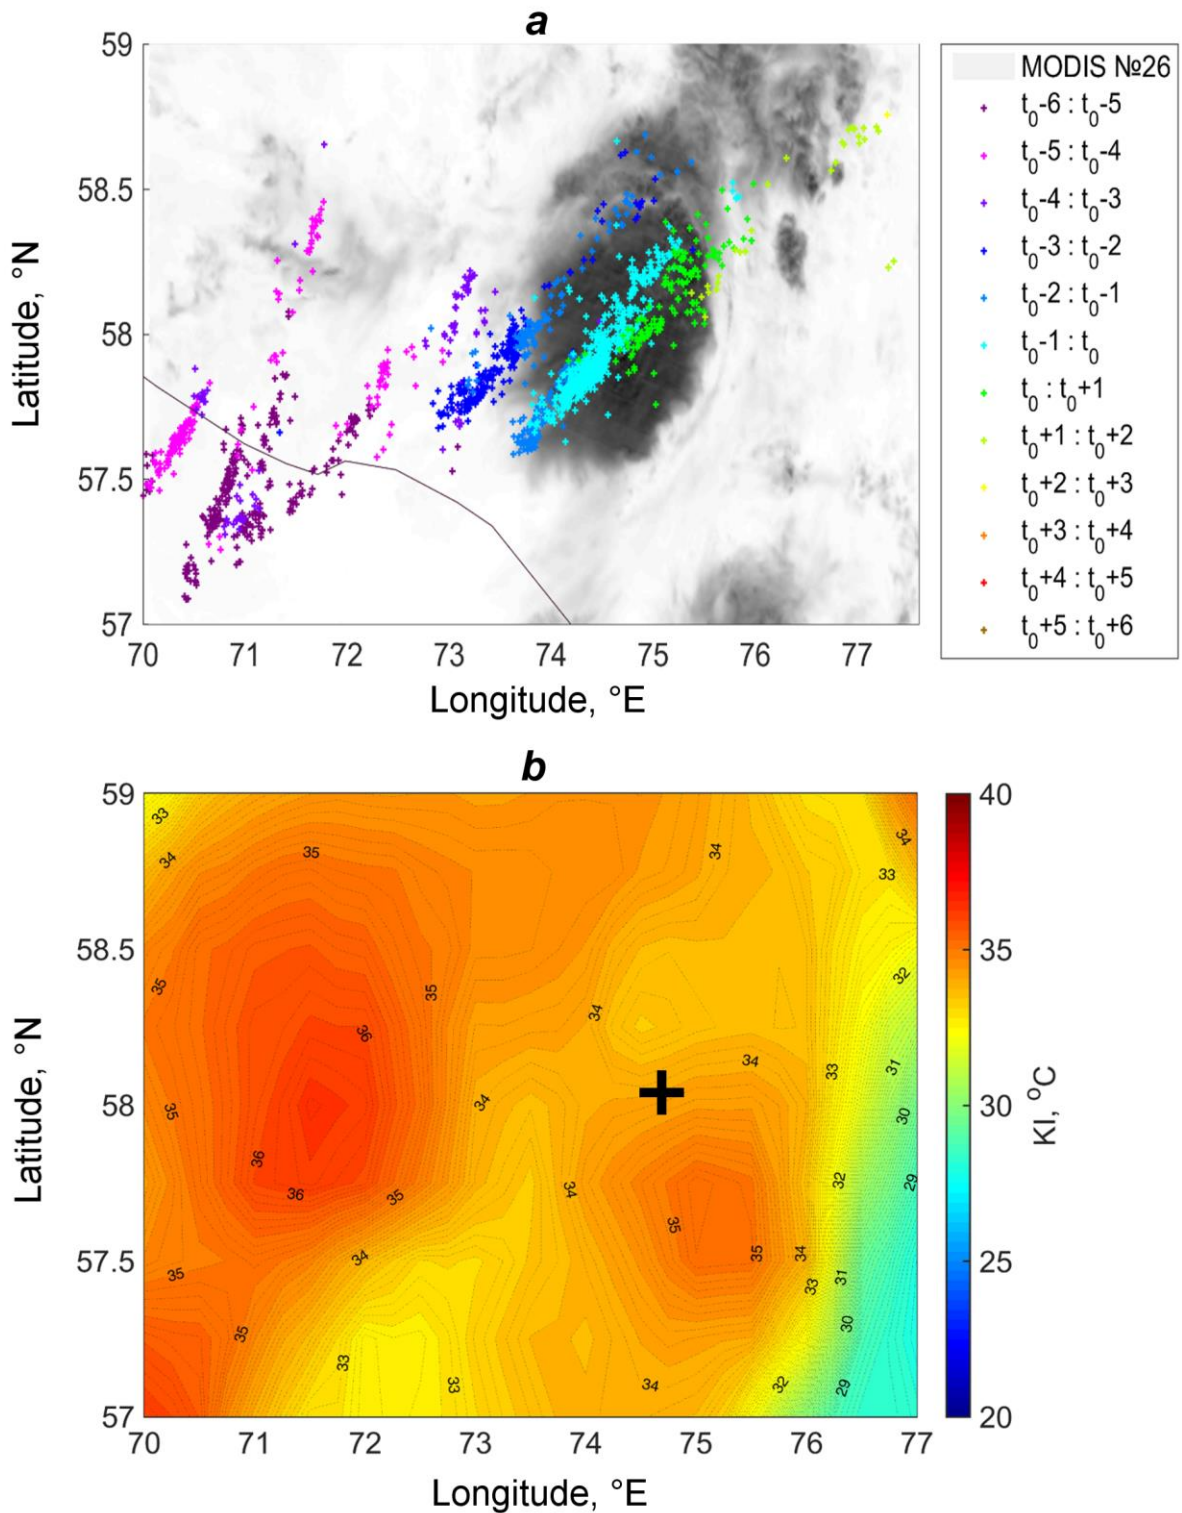 a
59
58.5
58
57.5
57
70 71 72 73 74 75 76 77
Latitude, °N
Longitude, °E
MODIS №26
t0-6 : t0-5
t0-5 : t0-4
t0-4 : t0-3
t0-3 : t0-2
t0-2 : t0-1
t0-1 : t0
t0 : t0+1
t0+1 : t0+2
t0+2 : t0+3
t0+3 : t0+4
t0+4 : t0+5
t0+5 : t0+6
b
59
58.5
58
57.5
57
70 71 72 73 74 75 76 77
Latitude, °N
Longitude, °E
33
34
35
34
34
33
35
35
34
32
36
34
33
31
35
34
30
36
36
35
34
32
29
35
35
34
34
35
33
31
35
30
33
33
34
32
29
40
35
30
25
20
KI, °C